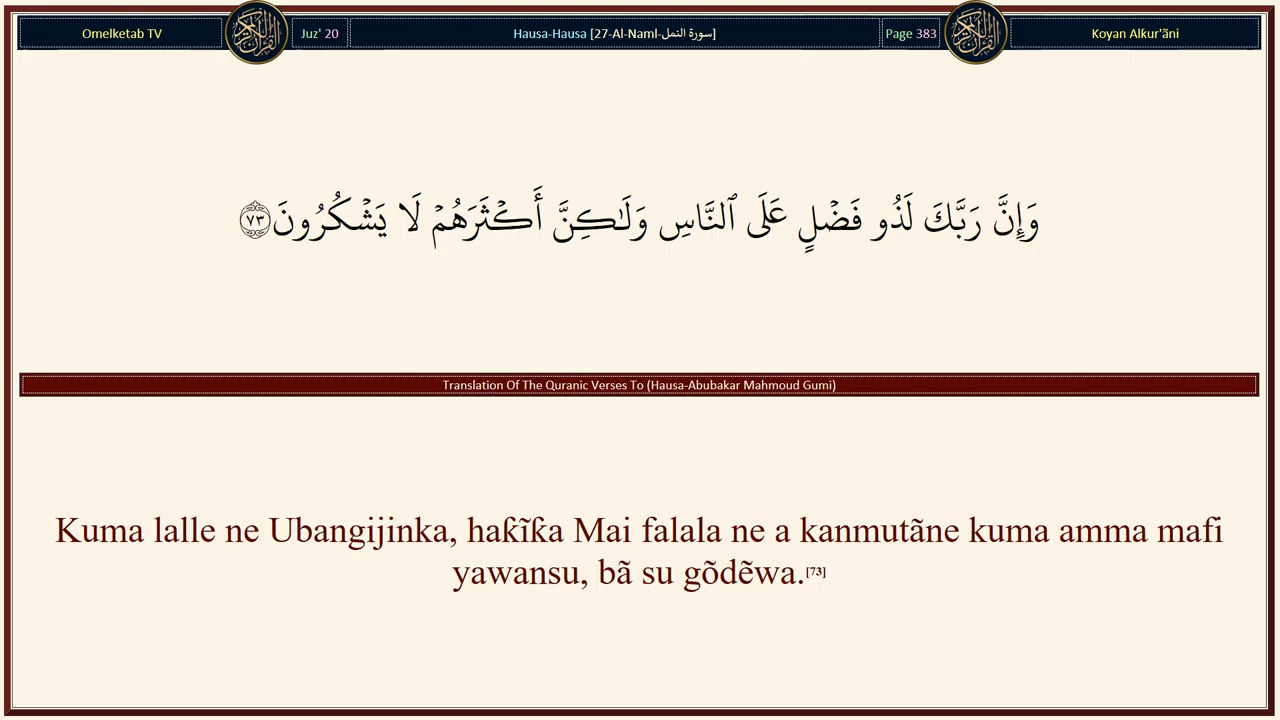 Omelketab TV
Juz' 20
Hausa-Hausa [27-Al-Naml-سورة النمل]
Page 383
Koyan Alƙur'ãni
وَإِنَّ رَبَّكَ لَذُو فَضۡلٍ عَلَى ٱلنَّاسِ وَلَٰكِنَّ أَكۡثَرَهُمۡ لَا يَشۡكُرُونَ ٧٣
Translation Of The Quranic Verses To (Hausa-Abubakar Mahmoud Gumi)
Kuma lalle ne Ubangijinka, haƙĩƙa Mai falala ne a kanmutãne kuma amma mafi
yawansu, bã su gõdẽwa.[73]